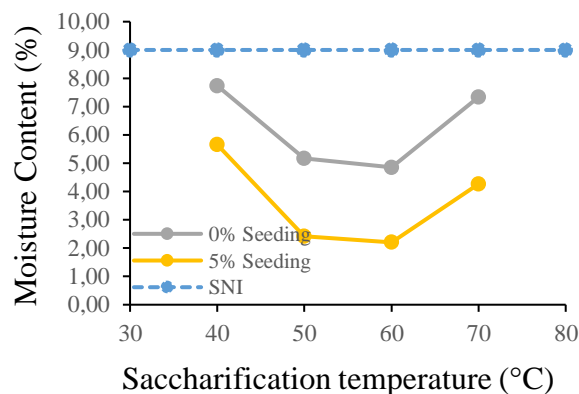 Moisture Content (%)
10,00
9,00
8,00
7,00
6,00
5,00
4,00
3,00
2,00
1,00
0,00
0% Seeding
5% Seeding
SNI
30 40 50 60 70 80
Saccharification temperature (°C)